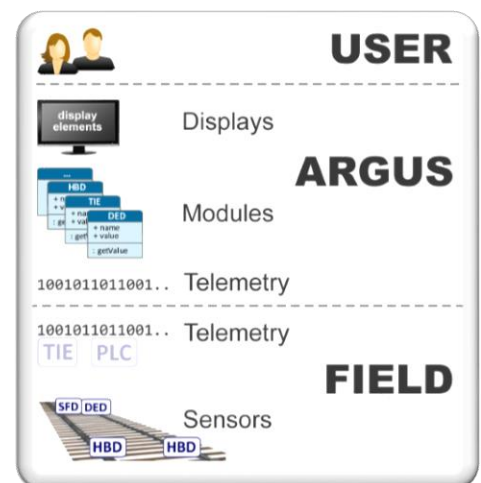 USER
display
elements
Displays
ARGUS
...
HBD
TIE
DED
+ name
+ value
: getValue
Modules
1001011011001.. Telemetry
1001011011001.. Telemetry
TIE PLC
FIELD
SFD DED
Sensors
HBD HBD